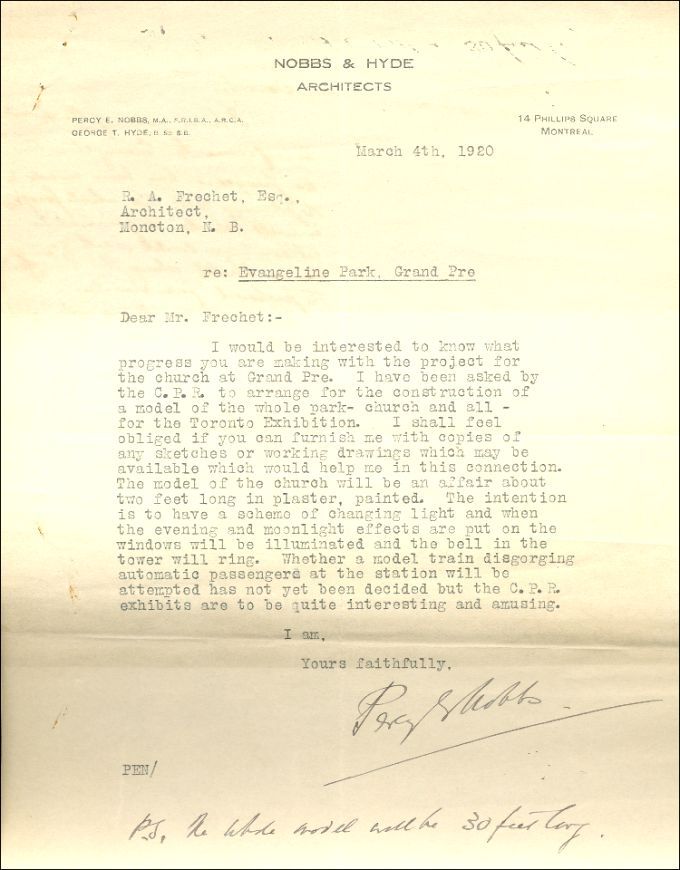 NOBBS & HYDE
ARCHITECTS
PERCY E. NOBBS, M.A., F.R.I.B.A., A.R.C.A.
GEORGE T. HYDE, B. SC. S.B.
14 PHILLIPS SQUARE
MONTREAL
March 4th, 1920
R. A. Frechet, Esq.,
Architect,
Moncton, N. B.
re: Evangeline Park, Grand Pre
Dear Mr. Frechet:-
I would be interested to know what
progress you are making with the project for
the church at Grand Pre. I have been asked by
the C.P.R. to arrange for the construction of
a model of the whole park- church and all -
for the Toronto Exhibition. I shall feel
obliged if you can furnish me with copies of
any sketches or working drawings which may be
available which would help me in this connection.
The model of the church will be an affair about
two feet long in plaster, painted. The intention
is to have a scheme of changing light and when
the evening and moonlight effects are put on the
windows will be illuminated and the bell in the
tower will ring. Whether a model train disgorging
automatic passengers at the station will be
attempted has not yet been decided but the C.P.R.
exhibits are to be quite interesting and amusing.
I am,
Yours faithfully,
Percy E Nobbs
PEN/
P.S. The whole model will be 30 feet long.